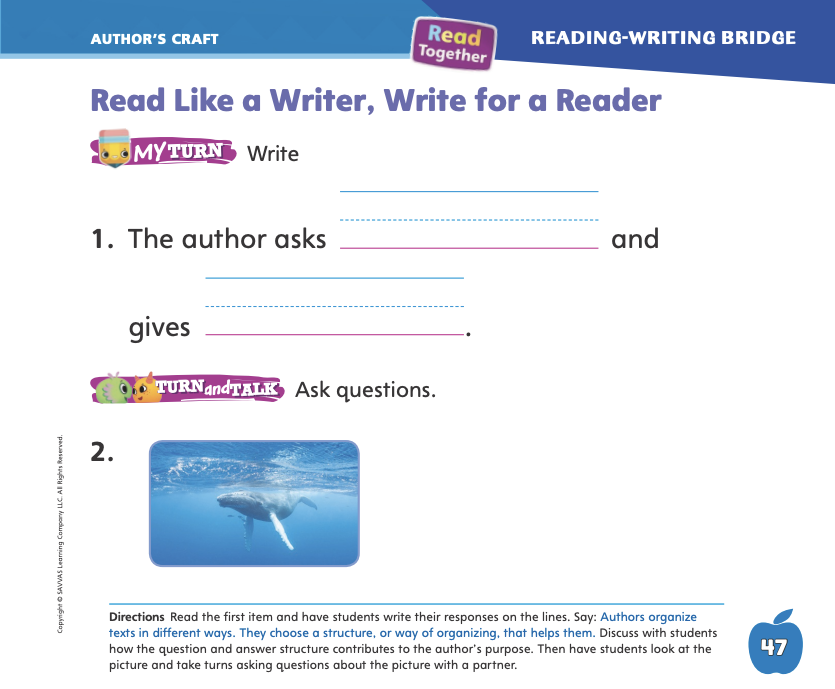 AUTHOR'S CRAFT
Read
Together
READING-WRITING BRIDGE
Read Like a Writer, Write for a Reader
MY TURN Write
1. The author asks and
gives .
TURN and TALK Ask questions.
2.
Copyright © SAVVAS Learning Company LLC. All Rights Reserved.
Directions Read the first item and have students write their responses on the lines. Say: Authors organize
texts in different ways. They choose a structure, or way of organizing, that helps them. Discuss with students
how the question and answer structure contributes to the author's purpose. Then have students look at the
picture and take turns asking questions about the picture with a partner.
47